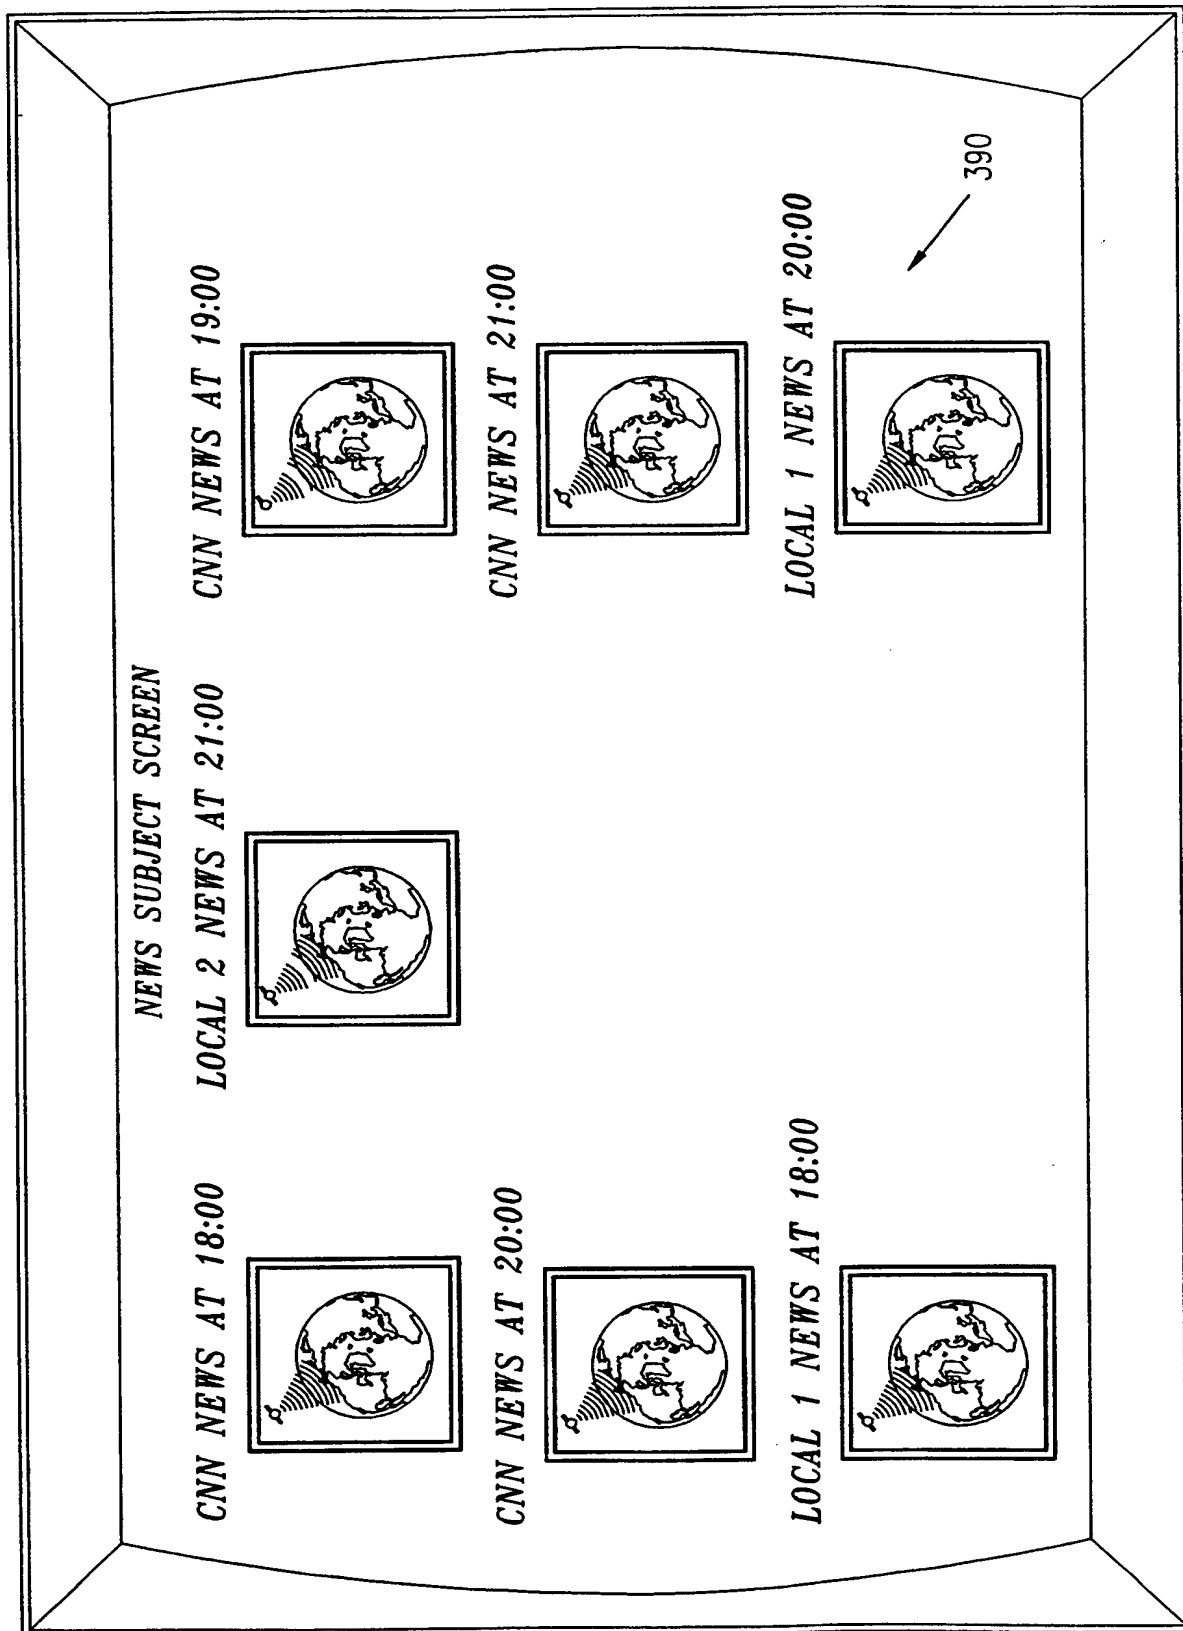 NEWS SUBJECT SCREEN
CNN NEWS AT 18:00
LOCAL 2 NEWS AT 21:00
CNN NEWS AT 19:00
CNN NEWS AT 20:00
CNN NEWS AT 21:00
LOCAL 1 NEWS AT 18:00
LOCAL 1 NEWS AT 20:00
390